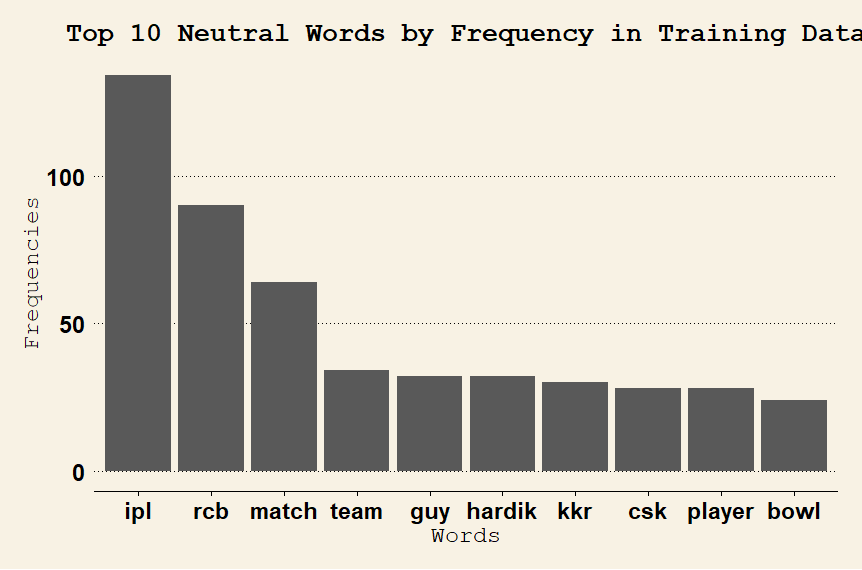 Top 10 Neutral Words by Frequency in Training Data
Frequencies
100
50
0
ipl rcb match team guy hardik kkr csk player bowl
Words